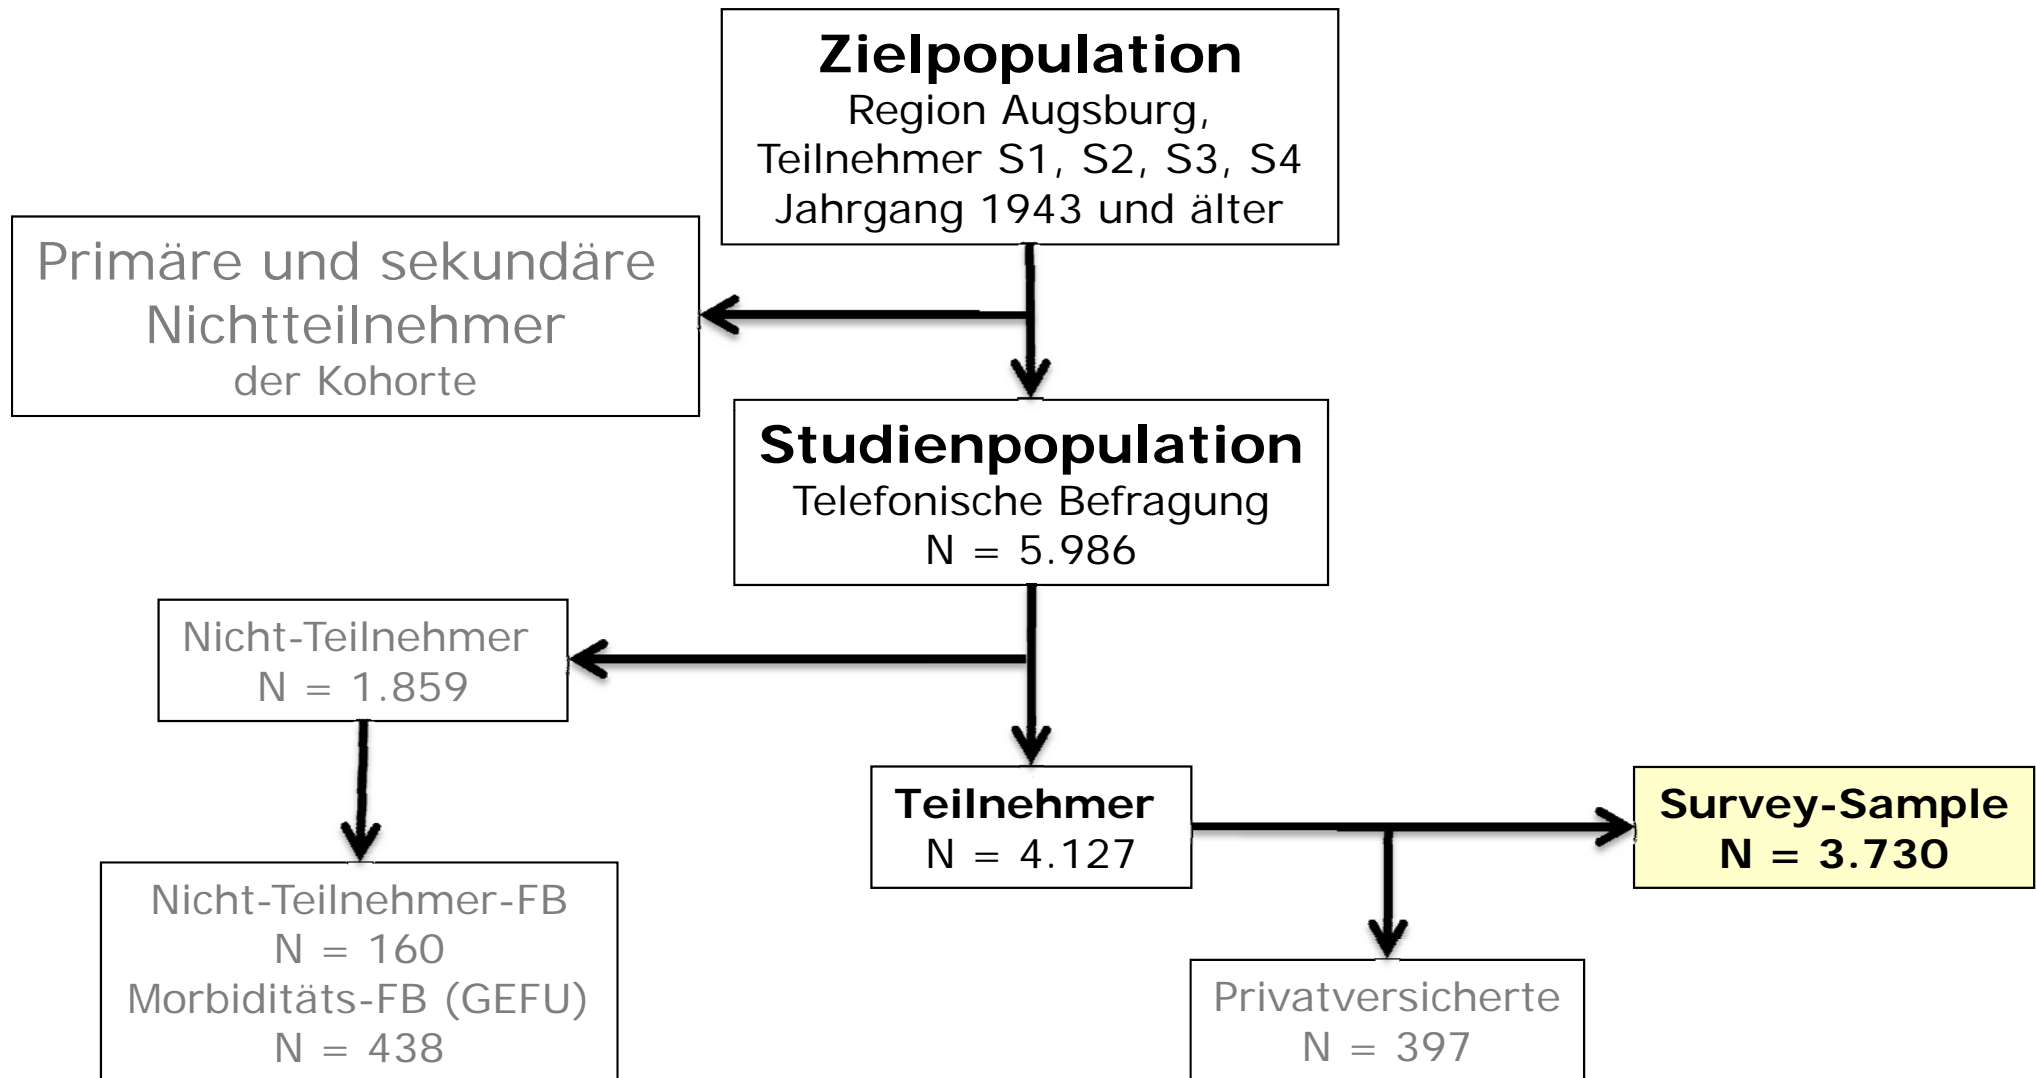 Zielpopulation
Region Augsburg,
Teilnehmer S1, S2, S3, S4
Jahrgang 1943 und älter
Primäre und sekundäre
Nichtteilnehmer
der Kohorte
Studienpopulation
Telefonische Befragung
N = 5.986
Nicht-Teilnehmer
N = 1.859
Teilnehmer
N = 4.127
Survey-Sample
N = 3.730
Nicht-Teilnehmer-FB
N = 160
Morbiditäts-FB (GEFU)
N = 438
Privatversicherte
N = 397